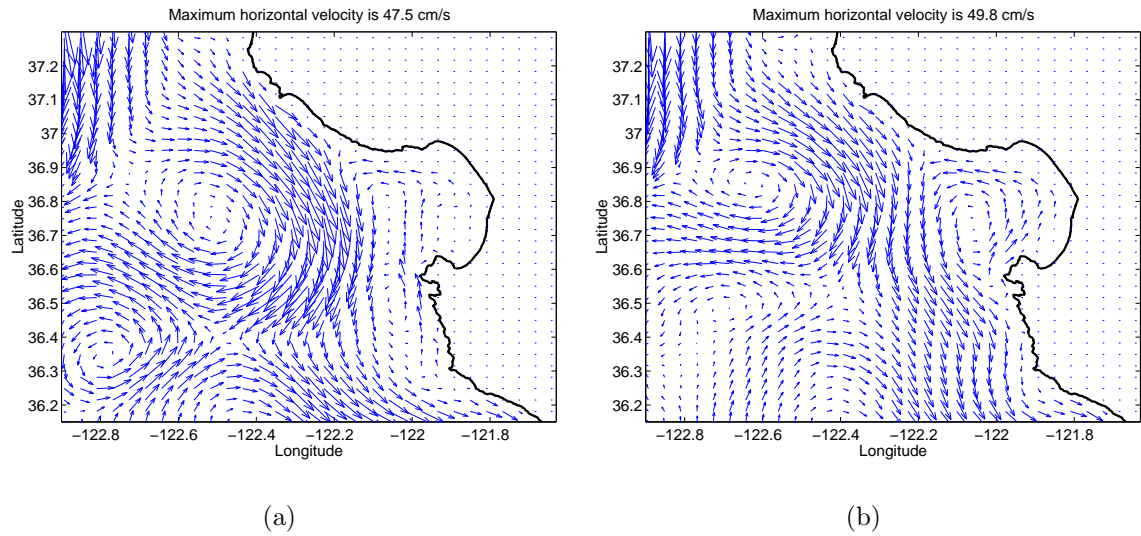 Maximum horizontal velocity is 47.5 cm/s
37.2
37.1
37
36.9
36.8
36.7
36.6
36.5
36.4
36.3
36.2
Latitude
−122.8 −122.6 −122.4 −122.2 −122 −121.8
Longitude
(a)
Maximum horizontal velocity is 49.8 cm/s
37.2
37.1
37
36.9
36.8
36.7
36.6
36.5
36.4
36.3
36.2
Latitude
−122.8 −122.6 −122.4 −122.2 −122 −121.8
Longitude
(b)